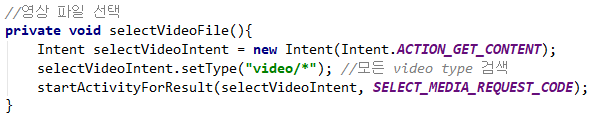 //영상 파일 선택
private void selectVideoFile(){
    Intent selectVideoIntent = new Intent(Intent.ACTION_GET_CONTENT);
    selectVideoIntent.setType("video/*"); //모든 video type 검색
    startActivityForResult(selectVideoIntent, SELECT_MEDIA_REQUEST_CODE);
}